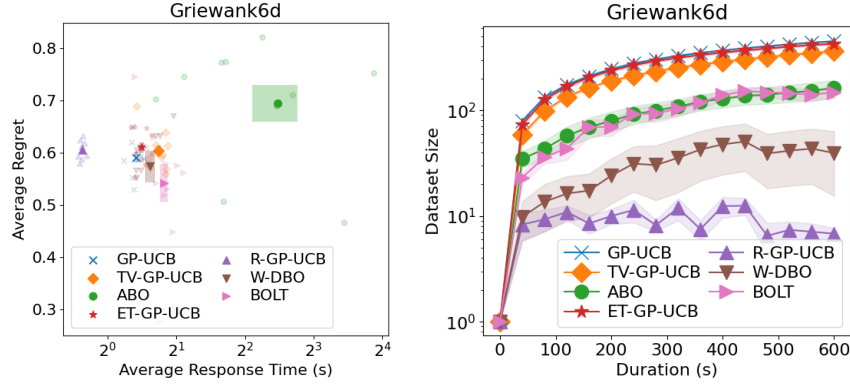 Griewank6d
0.8
0.7
0.6
0.5
0.4
0.3
Average Regret
GP-UCB
TV-GP-UCB
ABO
ET-GP-UCB
R-GP-UCB
W-DBO
BOLT
2^0 2^1 2^2 2^3 2^4
Average Response Time (s)
Griewank6d
10^2
10^1
10^0
Dataset Size
GP-UCB
TV-GP-UCB
ABO
ET-GP-UCB
R-GP-UCB
W-DBO
BOLT
0 100 200 300 400 500 600
Duration (s)